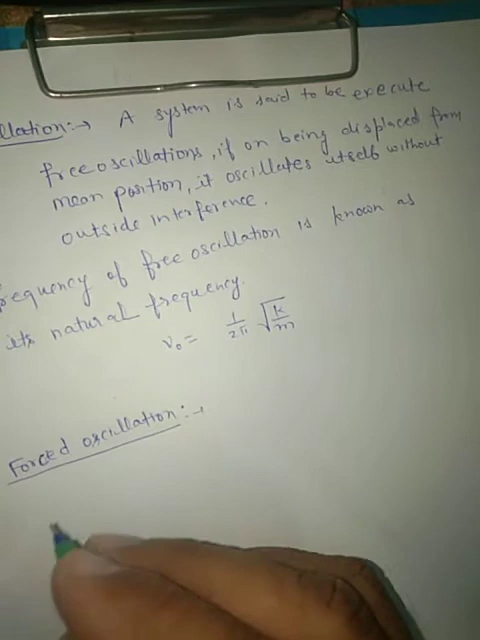 llation:→ A system is said to be execute
free oscillations, if on being displaced from
mean position, it oscillates itself without
outside interference.
requency of free oscillation is known as
its natural frequency.
ν₀ = 1/2π √k/m
Forced oscillation:→